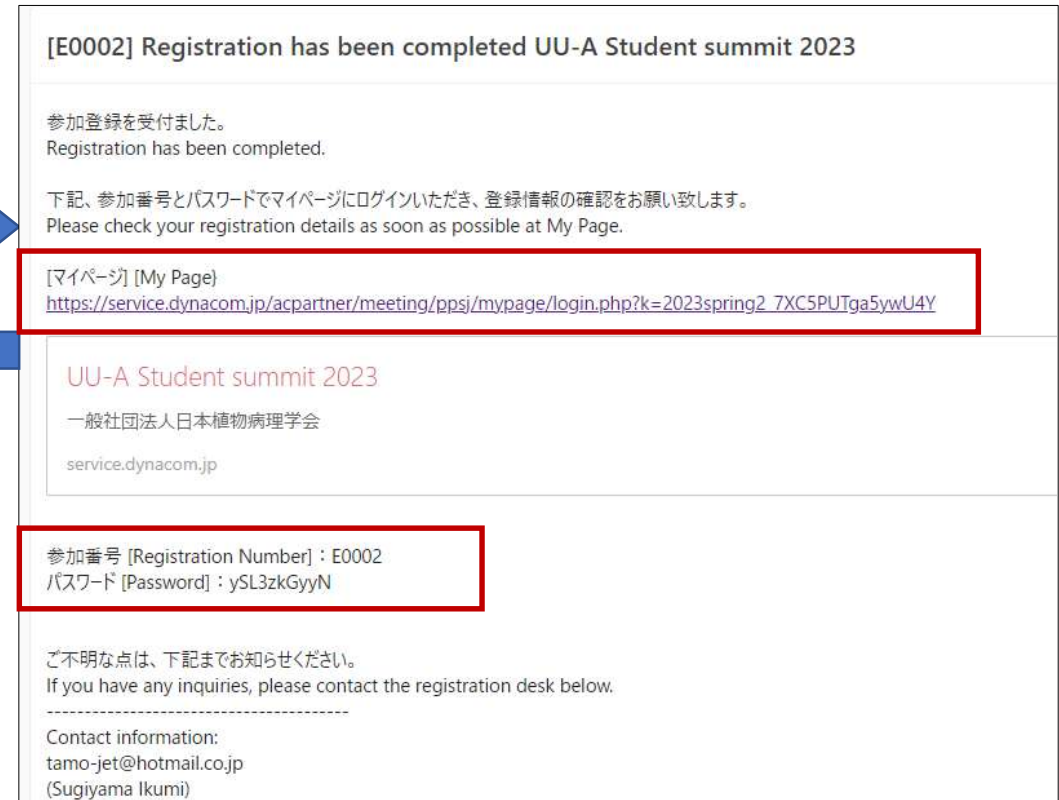 [E0002] Registration has been completed UU-A Student summit 2023
参加登録を受付ました。
Registration has been completed.
下記、参加番号とパスワードでマイページにログインいただき、登録情報の確認をお願い致します。
Please check your registration details as soon as possible at My Page.
[マイページ] [My Page}
https://service.dynacom.jp/acpartner/meeting/ppsj/mypage/login.php?k=2023spring2_7XC5PUTga5ywU4Y
UU-A Student summit 2023
一般社団法人日本植物病理学会
service.dynacom.jp
参加番号 [Registration Number]：E0002
パスワード [Password]：ySL3zkGyyN
ご不明な点は、下記までお知らせください。
If you have any inquiries, please contact the registration desk below.
----------------------------------------
Contact information:
tamo-jet@hotmail.co.jp
(Sugiyama Ikumi)